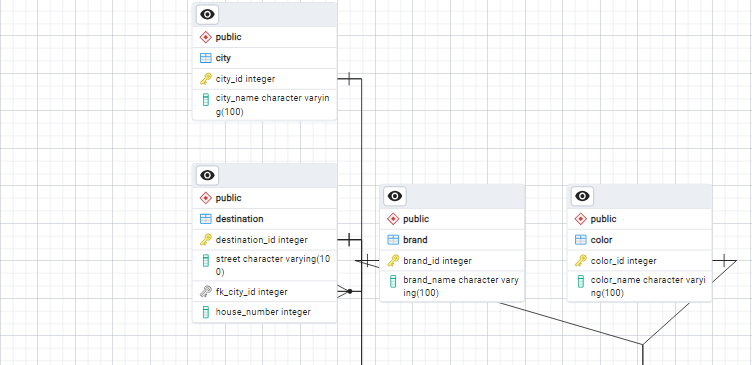 public
city
city_id integer
city_name character varyin
g(100)
public
destination
destination_id integer
street character varying(10
0)
fk_city_id integer
house_number integer
public
brand
brand_id integer
brand_name character vary
ing(100)
public
color
color_id integer
color_name character varyi
ng(100)